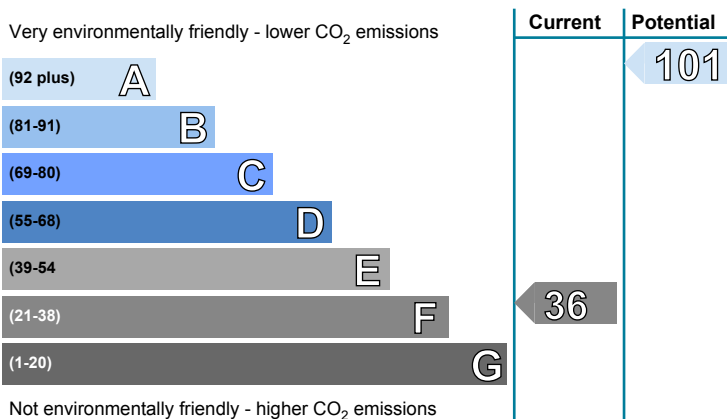 Current Potential
Very environmentally friendly - lower CO2 emissions
101
(92 plus) A
(81-91) B
(69-80) C
(55-68) D
(39-54 E
(21-38) F 36
(1-20) G
Not environmentally friendly - higher CO2 emissions